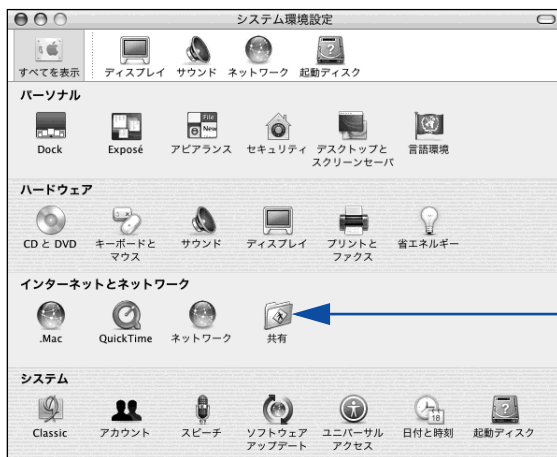 システム環境設定
すべてを表示 ディスプレイ サウンド ネットワーク 起動ディスク
パーソナル
Dock Exposé アピアランス セキュリティ デスクトップと
スクリーンセーバ 言語環境
ハードウェア
CD と DVD キーボードと
マウス サウンド ディスプレイ プリントと
ファクス 省エネルギー
インターネットとネットワーク
.Mac QuickTime ネットワーク 共有
システム
Classic アカウント スピーチ ソフトウェア
アップデート ユニバーサル
アクセス 日付と時刻 起動ディスク
File
New
18